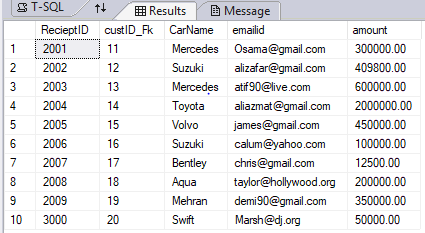 T-SQL Results Message
RecieptID custID_Fk CarName emailid amount
1 2001 11 Mercedes Osama@gmail.com 300000.00
2 2002 12 Suzuki alizafar@gmail.com 409800.00
3 2003 13 Mercedes atif90@live.com 600000.00
4 2004 14 Toyota aliazmat@gmail.com 2000000.00
5 2005 15 Volvo james@gmail.com 450000.00
6 2006 16 Suzuki calum@yahoo.com 100000.00
7 2007 17 Bentley chris@gmail.com 12500.00
8 2008 18 Aqua taylor@hollywood.org 200000.00
9 2009 19 Mehran demi90@gmail.com 350000.00
10 3000 20 Swift Marsh@dj.org 50000.00